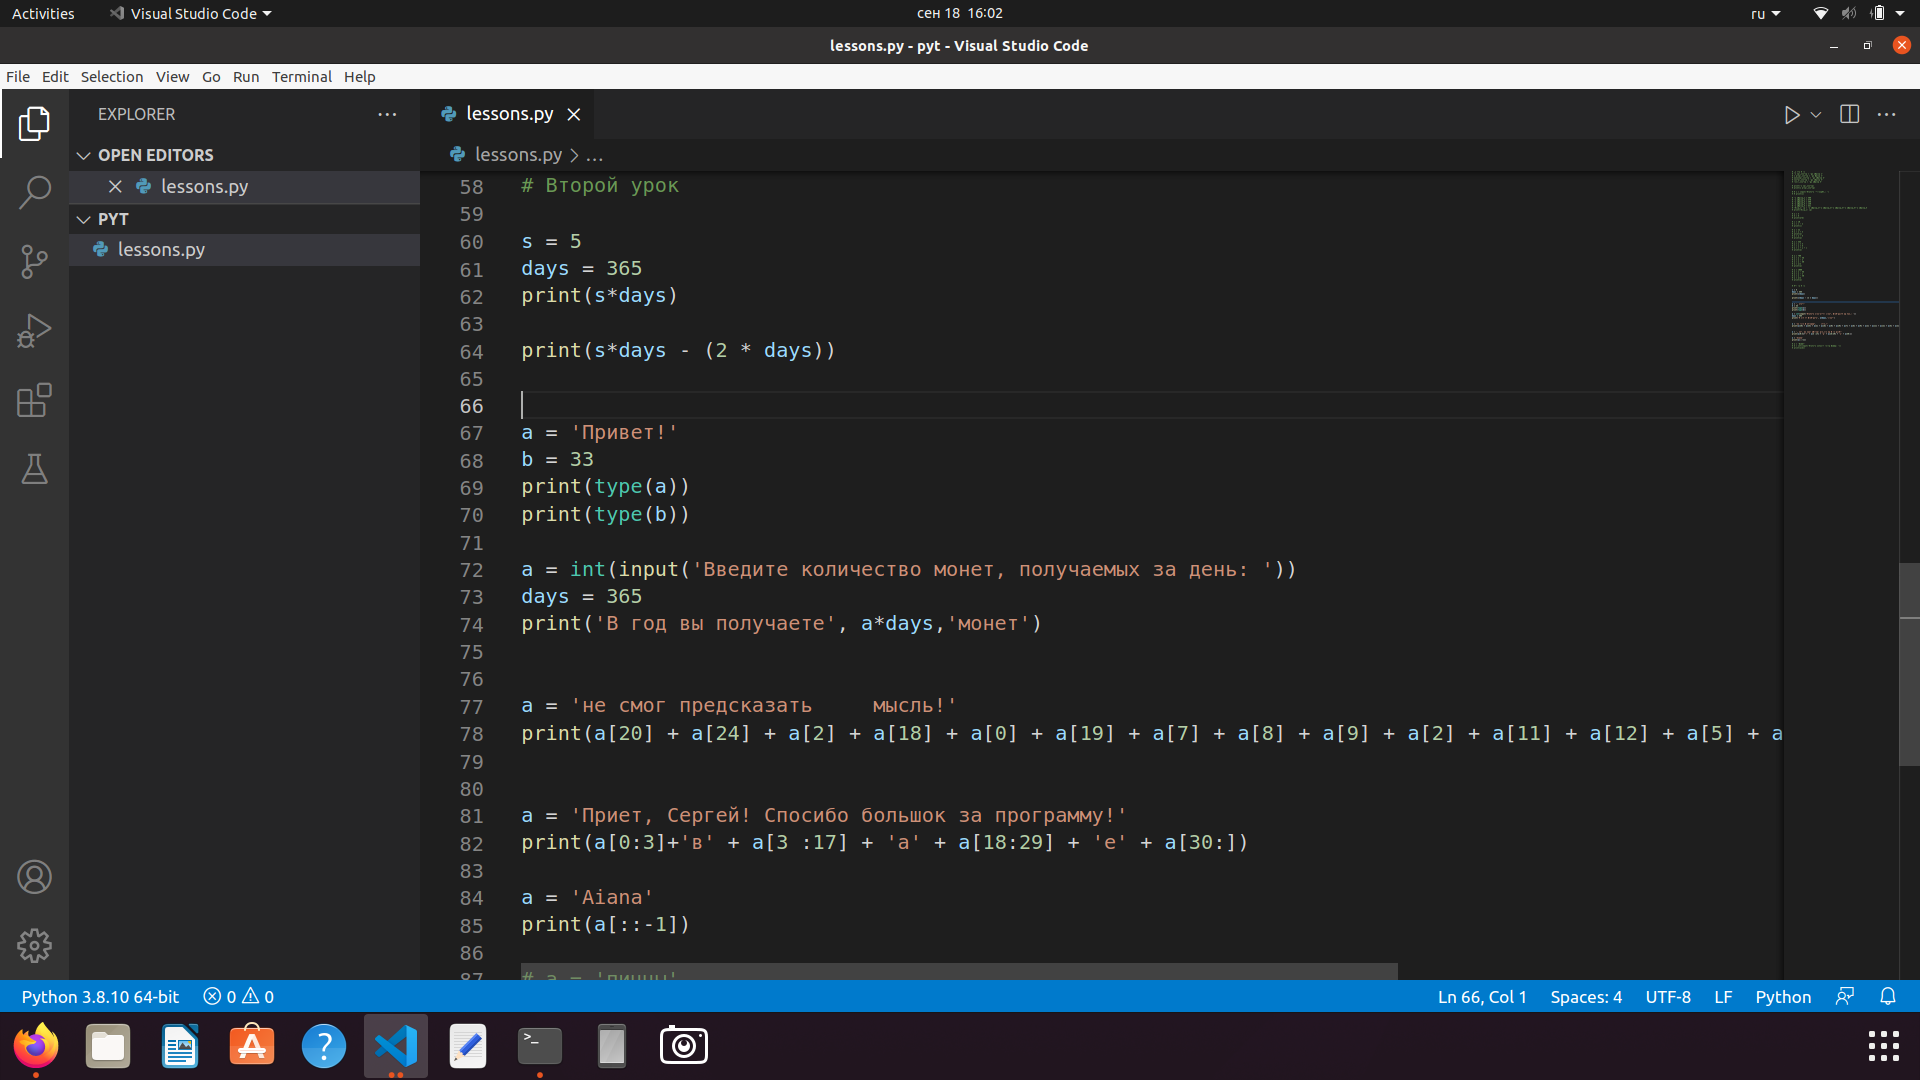 Activities
Visual Studio Code
сен 18 16:02
ru
lessons.py - pyt - Visual Studio Code
File Edit Selection View Go Run Terminal Help
EXPLORER
lessons.py
OPEN EDITORS
lessons.py
PYT
lessons.py
lessons.py > ...
58 # Второй урок
59
60 s = 5
61 days = 365
62 print(s*days)
63
64 print(s*days - (2 * days))
65
66
67 a = 'Привет!'
68 b = 33
69 print(type(a))
70 print(type(b))
71
72 a = int(input('Введите количество монет, получаемых за день: '))
73 days = 365
74 print('В год вы получаете', a*days,'монет')
75
76
77 a = 'не смог предсказать     мысль!'
78 print(a[20] + a[24] + a[2] + a[18] + a[0] + a[19] + a[7] + a[8] + a[9] + a[2] + a[11] + a[12] + a[5] + a
79
80
81 a = 'Приет, Сергей! Спосибо большок за программу!'
82 print(a[0:3]+'в' + a[3 :17] + 'а' + a[18:29] + 'е' + a[30:])
83
84 a = 'Aiana'
85 print(a[::-1])
86
87 # a =
Python 3.8.10 64-bit
0 0
Ln 66, Col 1
Spaces: 4
UTF-8
LF
Python